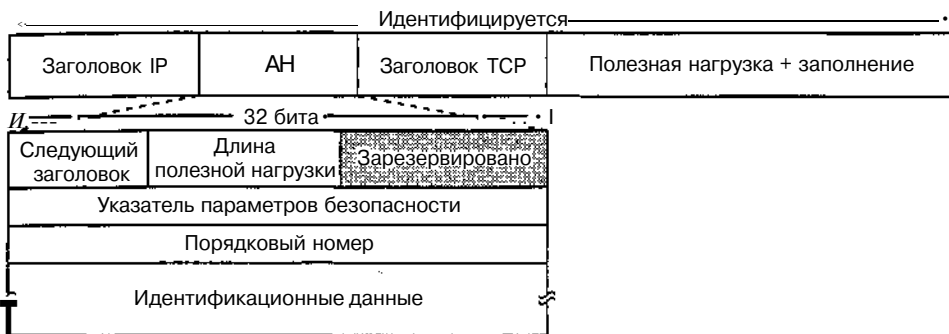 Идентифицируется
Заголовок IP
АН
Заголовок TCP
Полезная нагрузка + заполнение
32 бита
Следующий
заголовок
Длина
полезной нагрузки
Зарезервировано
Указатель параметров безопасности
Порядковый номер
Идентификационные данные